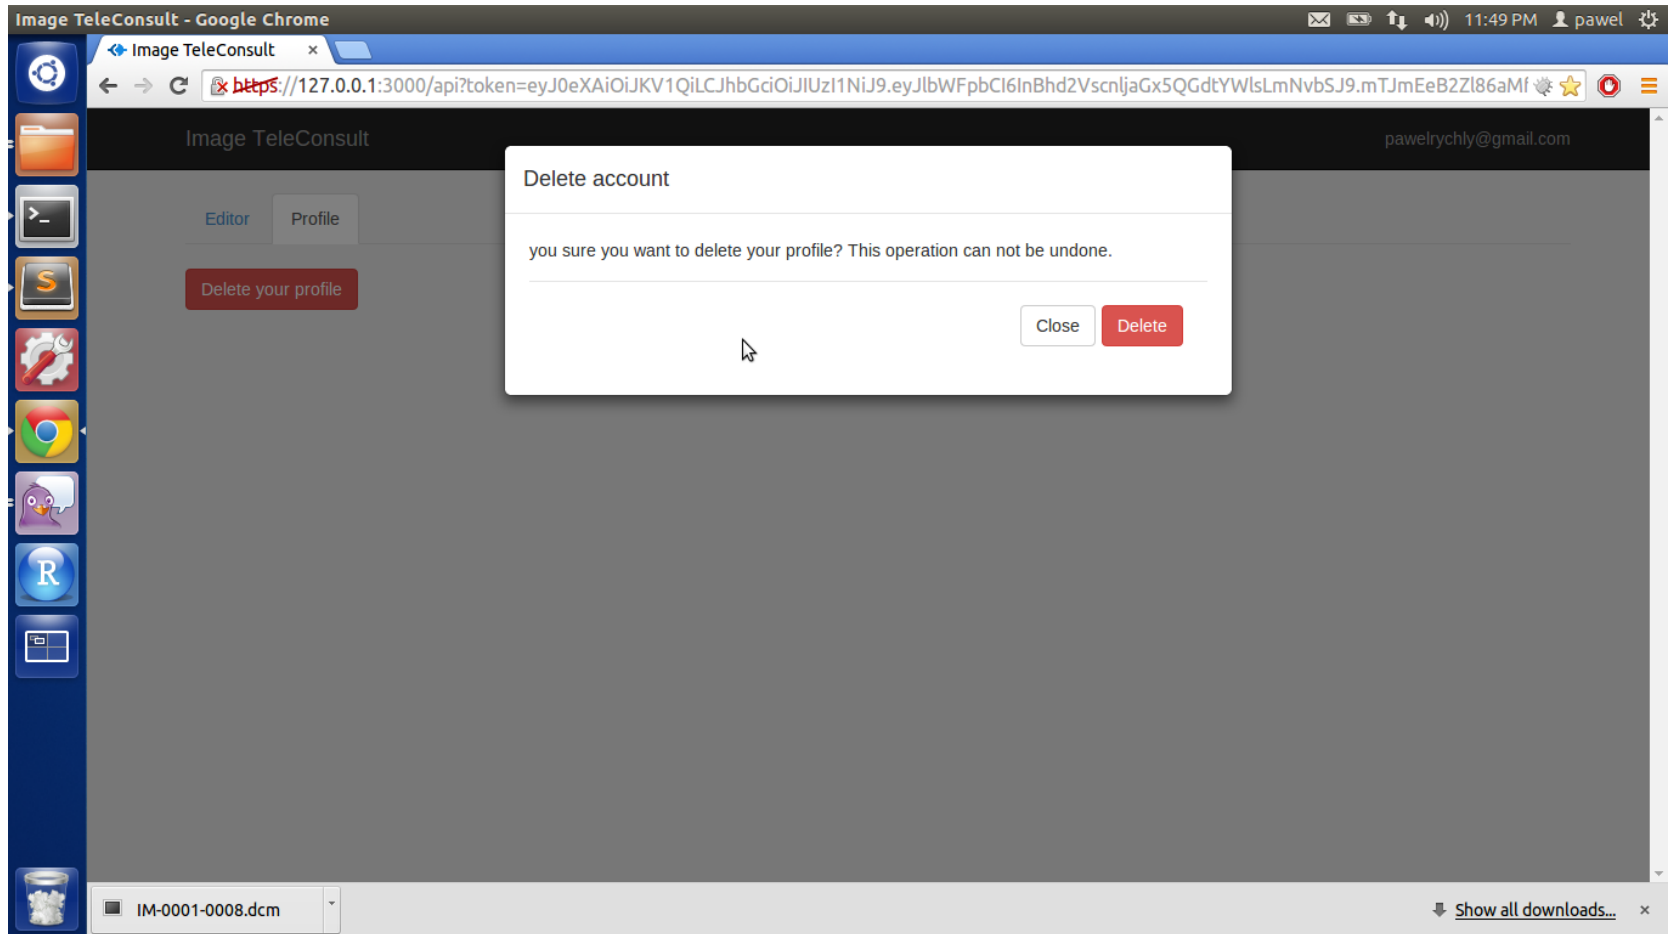 Image TeleConsult - Google Chrome
11:49 PM pawel
Image TeleConsult ×
https://127.0.0.1:3000/api?token=eyJ0eXAiOiJKV1QiLCJhbGciOiJIUzI1NiJ9.eyJlbWFpbCI6InBhd2VscnljaGx5QGdtYWlsLmNvbSJ9.mTJmEeB2Zl86aMf
Image TeleConsult
pawelrychly@gmail.com
Delete account
Editor
Profile
you sure you want to delete your profile? This operation can not be undone.
Delete your profile
Close
Delete
IM-0001-0008.dcm
Show all downloads...